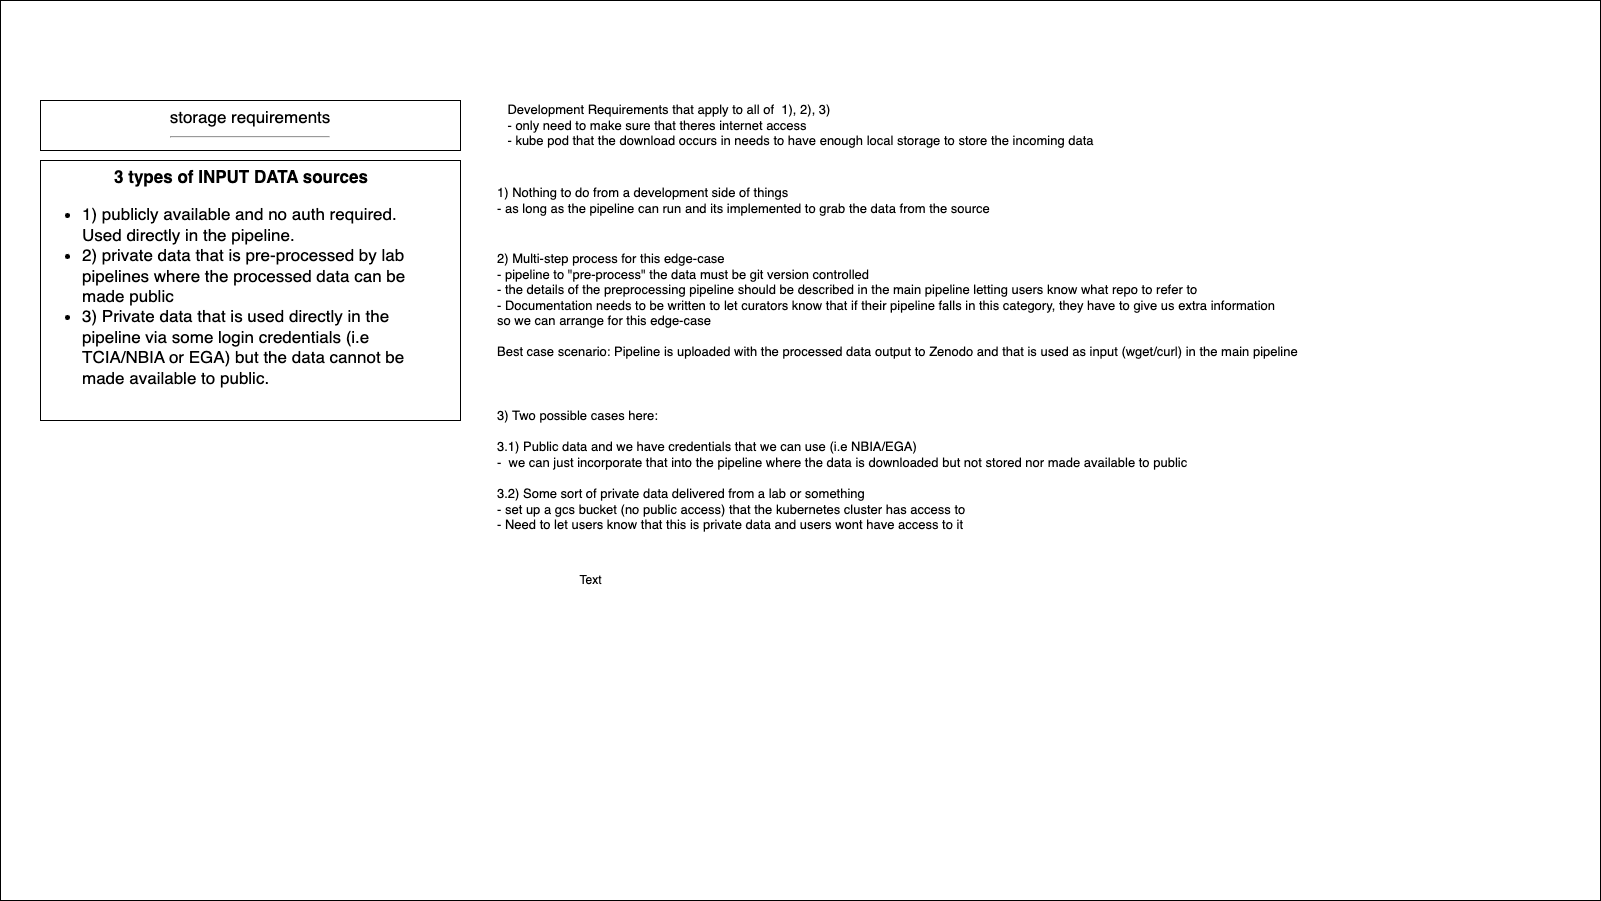 storage requirements
3 types of INPUT DATA sources
1) publicly available and no auth required.
Used directly in the pipeline.
2) private data that is pre-processed by lab
pipelines where the processed data can be
made public
3) Private data that is used directly in the
pipeline via some login credentials (i.e
TCIA/NBIA or EGA) but the data cannot be
made available to public.
Development Requirements that apply to all of  1), 2), 3)
- only need to make sure that theres internet access
- kube pod that the download occurs in needs to have enough local storage to store the incoming data
1) Nothing to do from a development side of things
- as long as the pipeline can run and its implemented to grab the data from the source
2) Multi-step process for this edge-case
- pipeline to "pre-process" the data must be git version controlled
- the details of the preprocessing pipeline should be described in the main pipeline letting users know what repo to refer to
- Documentation needs to be written to let curators know that if their pipeline falls in this category, they have to give us extra information
so we can arrange for this edge-case
Best case scenario: Pipeline is uploaded with the processed data output to Zenodo and that is used as input (wget/curl) in the main pipeline
3) Two possible cases here:
3.1) Public data and we have credentials that we can use (i.e NBIA/EGA)
-  we can just incorporate that into the pipeline where the data is downloaded but not stored nor made available to public
3.2) Some sort of private data delivered from a lab or something
- set up a gcs bucket (no public access) that the kubernetes cluster has access to
- Need to let users know that this is private data and users wont have access to it
Text